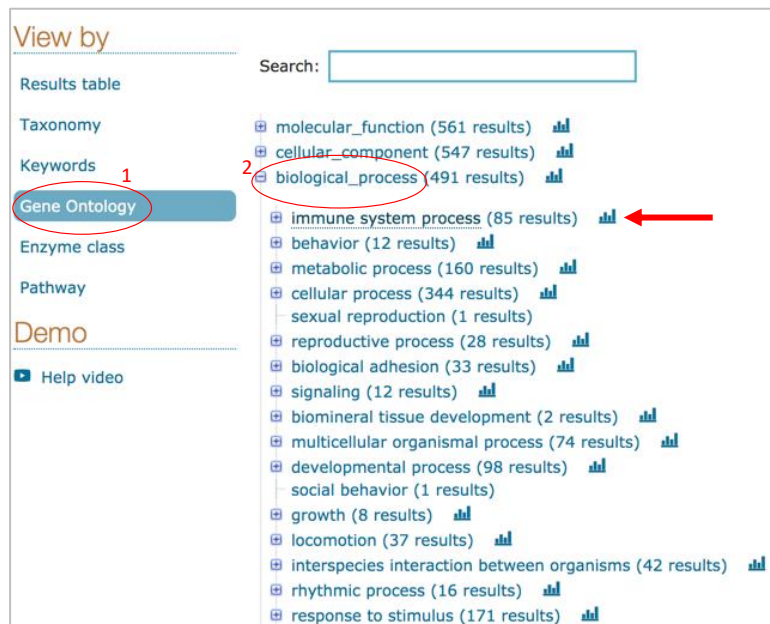 View by
Results table
Taxonomy
Keywords
1
Gene Ontology
Enzyme class
Pathway
Demo
Help video
Search:
molecular_function (561 results)
cellular_component (547 results)
2
biological_process (491 results)
immune system process (85 results)
behavior (12 results)
metabolic process (160 results)
cellular process (344 results)
sexual reproduction (1 results)
reproductive process (28 results)
biological adhesion (33 results)
signaling (12 results)
biomineral tissue development (2 results)
multicellular organismal process (74 results)
developmental process (98 results)
social behavior (1 results)
growth (8 results)
locomotion (37 results)
interspecies interaction between organisms (42 results)
rhythmic process (16 results)
response to stimulus (171 results)